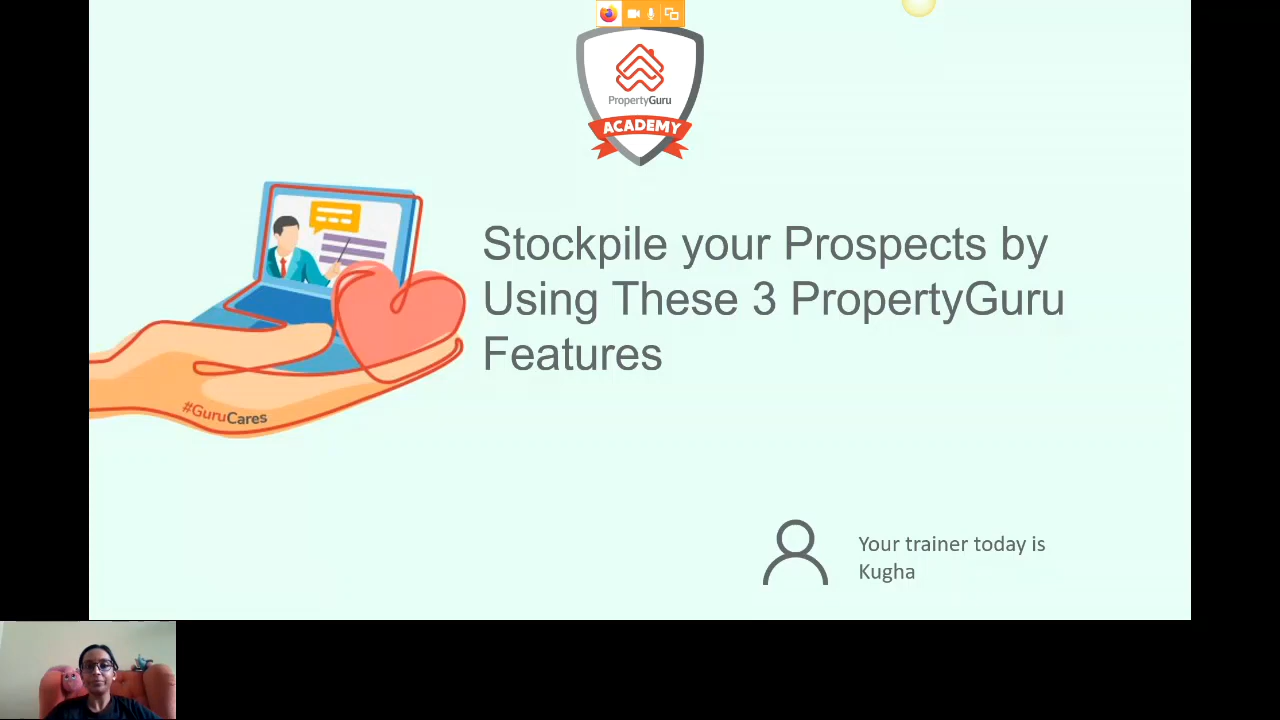 PropertyGuru
ACADEMY
Stockpile your Prospects by
Using These 3 PropertyGuru
Features
#GuruCares
Your trainer today is
Kugha